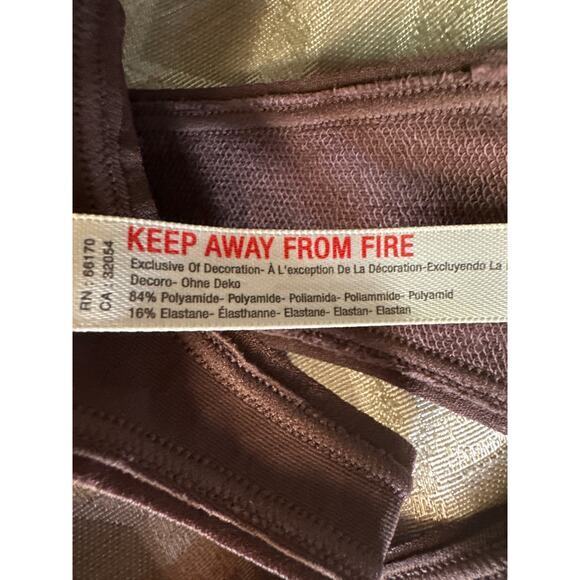 RN : 66170
CA : 32054
KEEP AWAY FROM FIRE
Exclusive Of Decoration- À L'exception De La Décoration-Excluyendo La
Decoro- Ohne Deko
84% Polyamide- Polyamide- Poliamida- Poliammide- Polyamid
16% Elastane- Élasthanne- Elastane- Elastan- Elastan